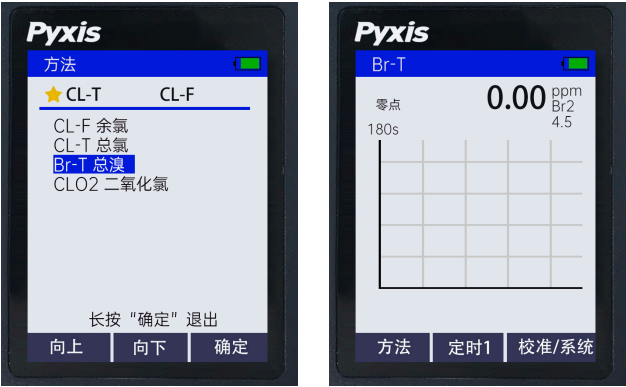 Pyxis
方法
CL-T CL-F
CL-F 余氯
CL-T 总氯
Br-T 总溴
CLO2 二氧化氯
长按“确定”退出
向上 向下 确定
Pyxis
Br-T
零点 0.00 ppm
Br2
180s 4.5
方法 定时1 校准/系统